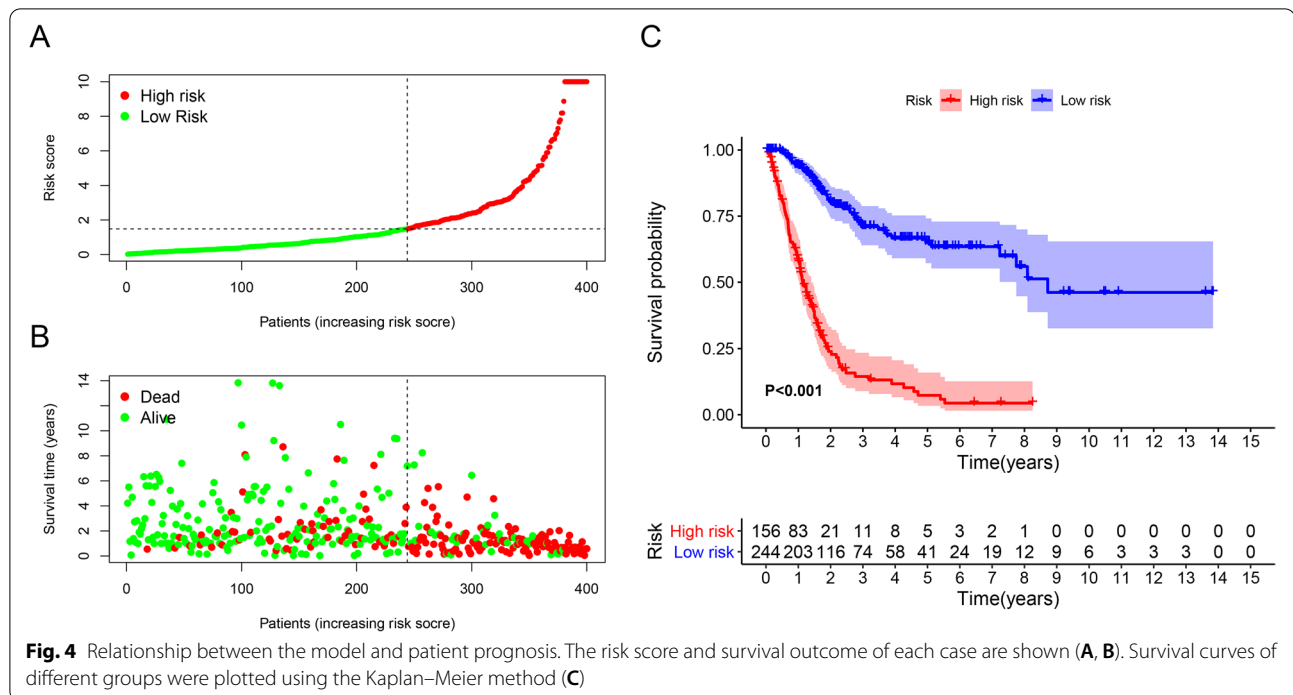 A
High risk
Low Risk
Risk score
0 2 4 6 8 10
0 100 200 300 400
Patients (increasing risk socre)
B
Dead
Alive
Survival time (years)
0 2 4 6 8 10 12 14
0 100 200 300 400
Patients (increasing risk socre)
C
Risk High risk Low risk
Survival probability
1.00
0.75
0.50
0.25
0.00
P<0.001
0 1 2 3 4 5 6 7 8 9 10 11 12 13 14 15
Time(years)
Risk
High risk 156 83 21 11 8 5 3 2 1 0 0 0 0 0 0 0
Low risk 244 203 116 74 58 41 24 19 12 9 6 3 3 3 0 0
0 1 2 3 4 5 6 7 8 9 10 11 12 13 14 15
Time(years)
Fig. 4 Relationship between the model and patient prognosis. The risk score and survival outcome of each case are shown (A, B). Survival curves of
different groups were plotted using the Kaplan–Meier method (C)